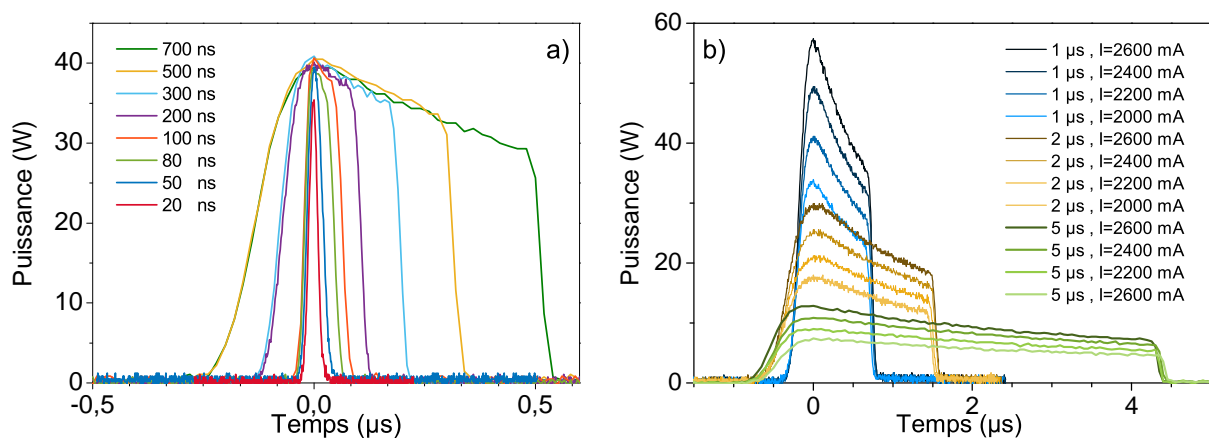 a)
Puissance (W)
40
30
20
10
0
700 ns
500 ns
300 ns
200 ns
100 ns
80 ns
50 ns
20 ns
-0,5
0,0
0,5
Temps (µs)
b)
Puissance (W)
60
40
20
0
1 µs , I=2600 mA
1 µs , I=2400 mA
1 µs , I=2200 mA
1 µs , I=2000 mA
2 µs , I=2600 mA
2 µs , I=2400 mA
2 µs , I=2200 mA
2 µs , I=2000 mA
5 µs , I=2600 mA
5 µs , I=2400 mA
5 µs , I=2200 mA
5 µs , I=2600 mA
0
2
4
Temps (µs)